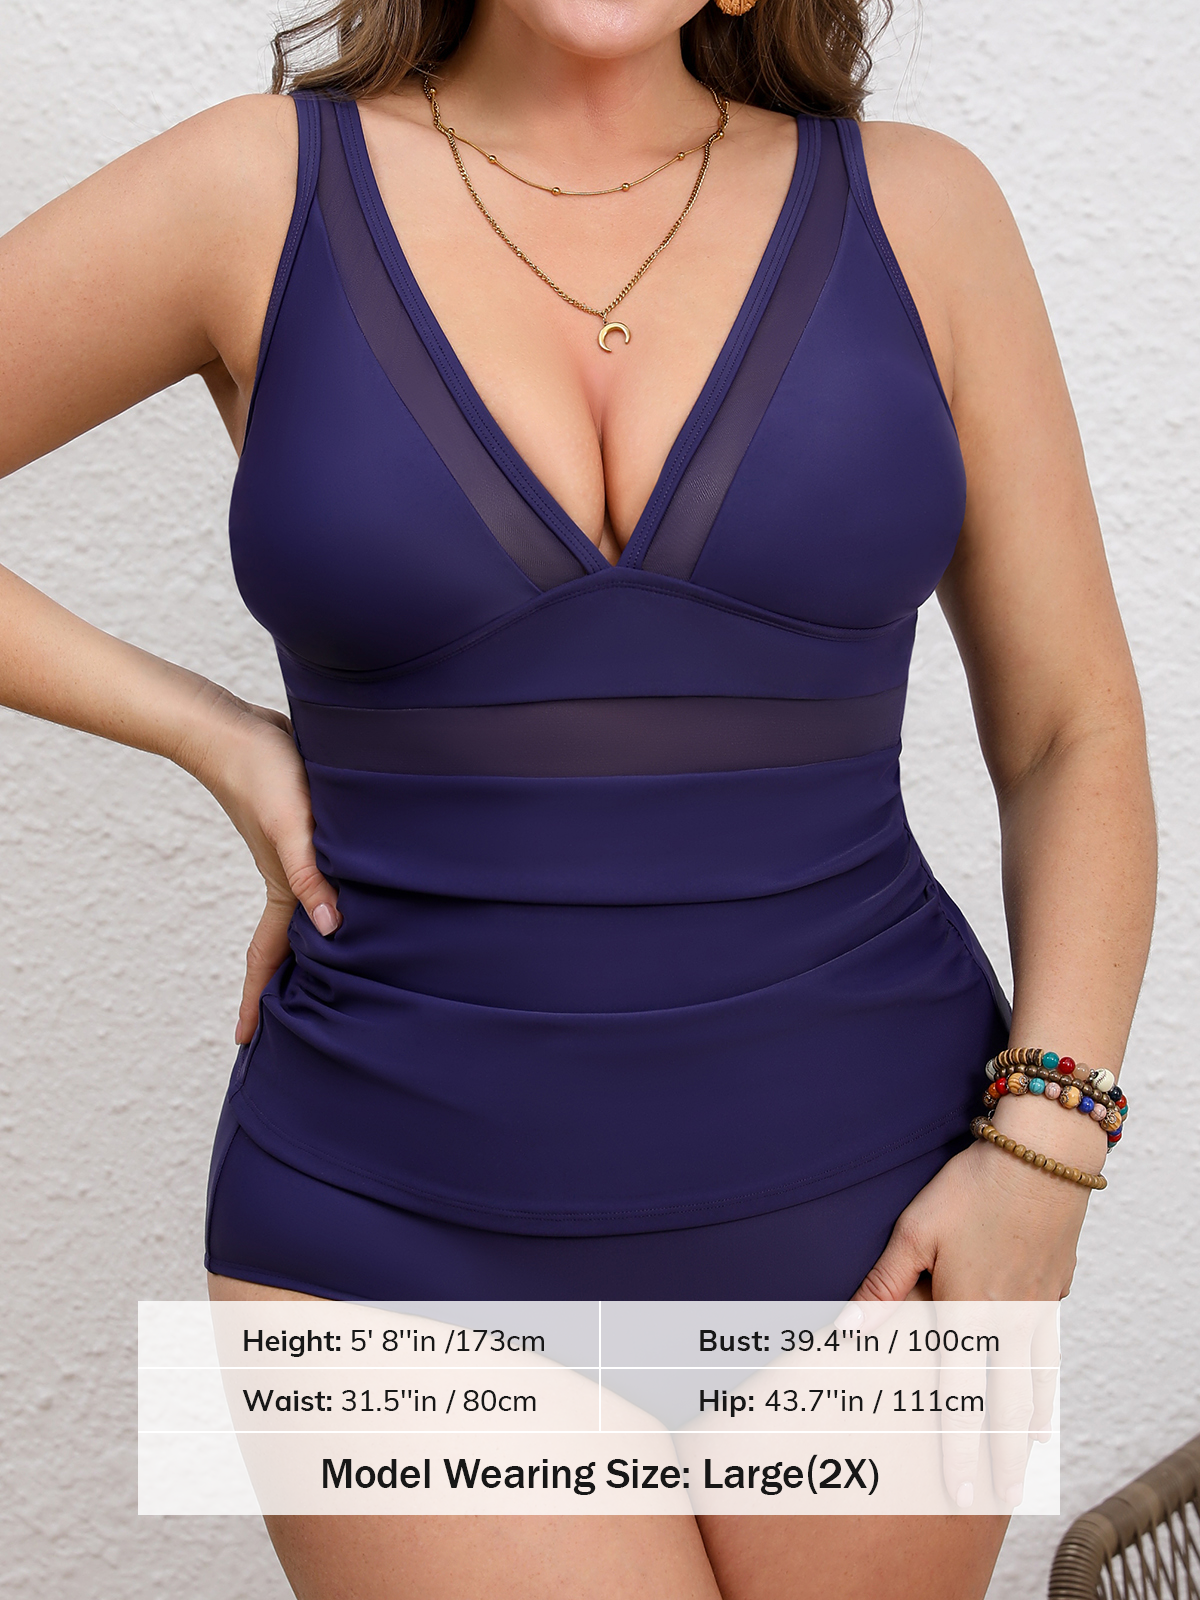 Height: 5' 8''in /173cm
Bust: 39.4''in / 100cm
Waist: 31.5''in / 80cm
Hip: 43.7''in / 111cm
Model Wearing Size: Large(2X)